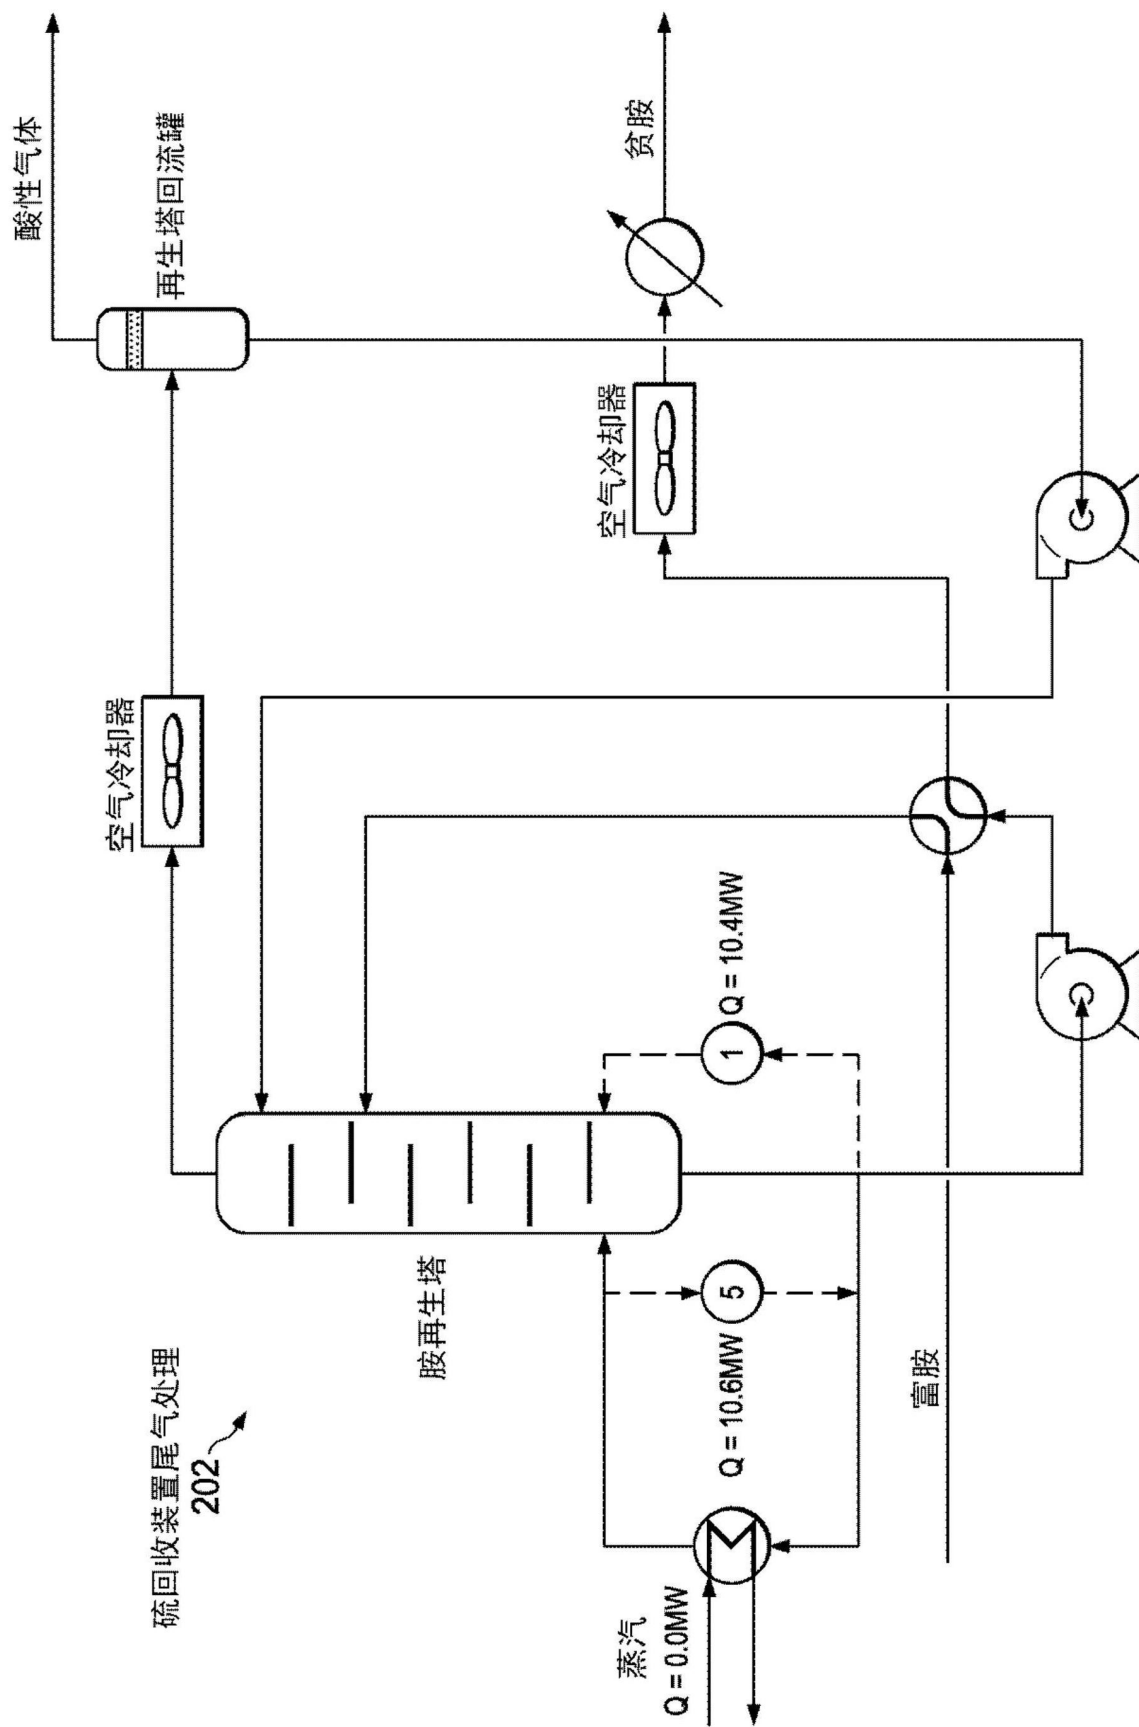 硫回收装置尾气处理
202
蒸汽
Q = 0.0MW
Q = 10.6MW
5
胺再生塔
富胺
1
Q = 10.4MW
空气冷却器
空气冷却器
再生塔回流罐
酸性气体
贫胺